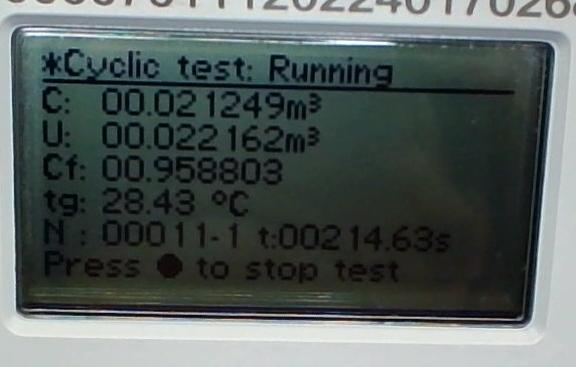 *Cyclic test: Running
C: 00.021249m³
U: 00.022162m³
Cf: 00.958803
tg: 28.43 °C
N : 00011-1 t:00214.63s
Press ● to stop test